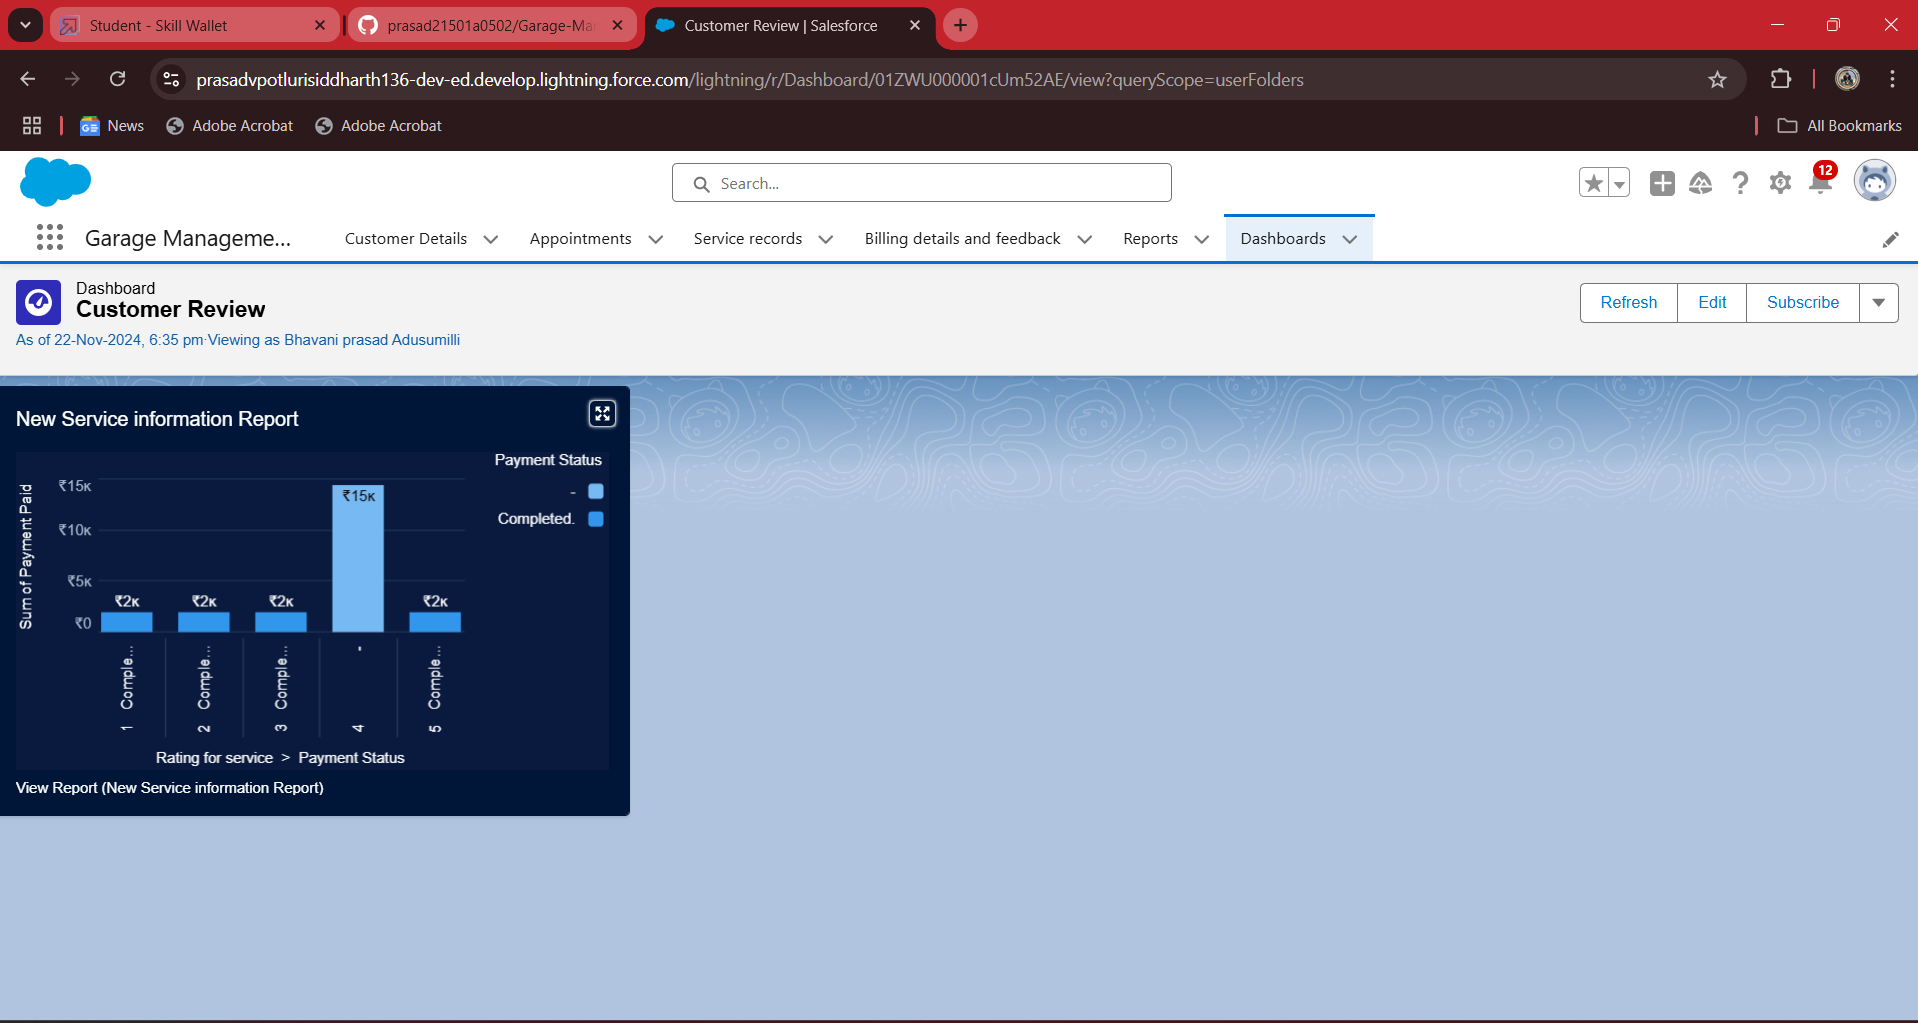 Student - Skill Wallet
prasad21501a0502/Garage-Ma
Customer Review | Salesforce
prasadvpotlurisiddharth136-dev-ed.develop.lightning.force.com/lightning/r/Dashboard/01ZWU000001cUm52AE/view?queryScope=userFolders
News
Adobe Acrobat
Adobe Acrobat
All Bookmarks
Search...
12
Garage Manageme...
Customer Details
Appointments
Service records
Billing details and feedback
Reports
Dashboards
Dashboard
Customer Review
As of 22-Nov-2024, 6:35 pm·Viewing as Bhavani prasad Adusumilli
Refresh
Edit
Subscribe
New Service information Report
Payment Status
-
Completed.
Sum of Payment Paid
₹15K
₹10K
₹5K
₹0
₹2K
₹2K
₹2K
₹15K
₹2K
Comple...
Comple...
Comple...
-
Comple...
1
2
3
4
5
Rating for service > Payment Status
View Report (New Service information Report)